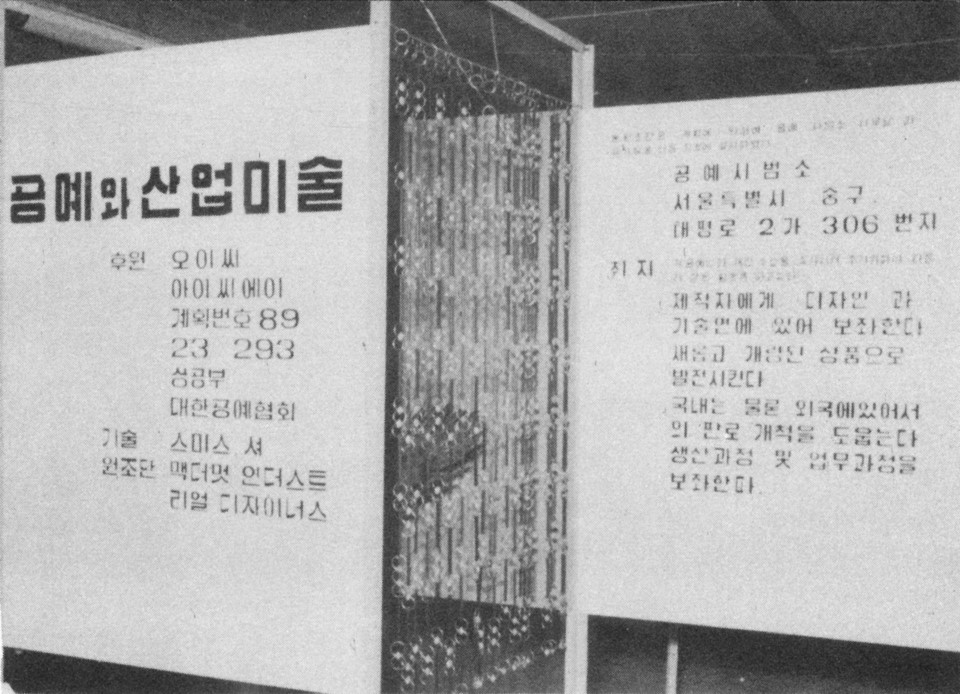 공예와 산업미술
후원 오이씨
아이씨에이
계획번호 89
23 293
상공부
대한공예협회
기술 스미스 셔
원조단 맥더멋 인더스트
리얼 디자이너스
공예시범소
서울특별시 중구
태평로 2가 306 번지
취지
제작자에게 디자인 과
기술면에 있어 보좌한다
새롭고 개량된 상품으로
발전시킨다
국내는 물론 외국에있어서
의 판로 개척을 도웁는다
생산과정 및 업무과정을
보좌한다.